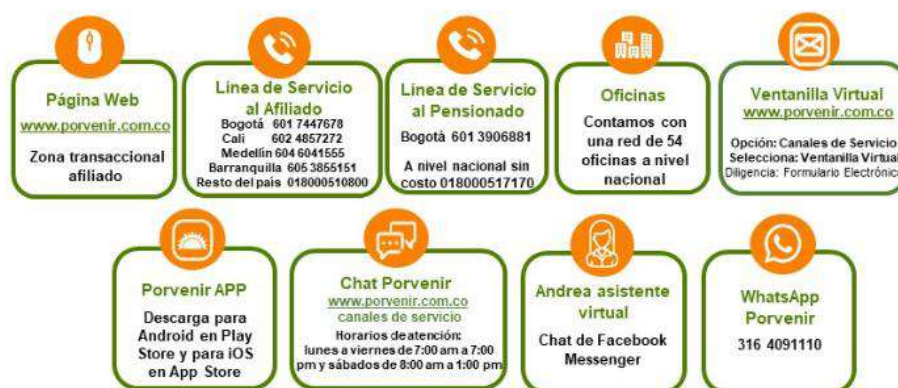 Página Web
www.porvenir.com.co
Zona transaccional
afiliado
Línea de Servicio
al Afiliado
Bogotá 601 7447678
Cali 602 4857272
Medellín 604 6041555
Barranquilla 605 3855151
Resto del país 018000510800
Línea de Servicio
al Pensionado
Bogotá 601 3906881
A nivel nacional sin
costo 018000517170
Oficinas
Contamos con
una red de 54
oficinas a nivel
nacional
Ventanilla Virtual
www.porvenir.com.co
Opción: Canales de Servicio
Selecciona: Ventanilla Virtual
Diligencia: Formulario Electrónico
Porvenir APP
Descarga para
Android en Play
Store y para iOS
en App Store
Chat Porvenir
www.porvenir.com.co
canales de servicio
Horarios de atención:
lunes a viernes de 7:00 am a 7:00
pm y sábados de 8:00 am a 1:00 pm
Andrea asistente
virtual
Chat de Facebook
Messenger
WhatsApp
Porvenir
316 4091110